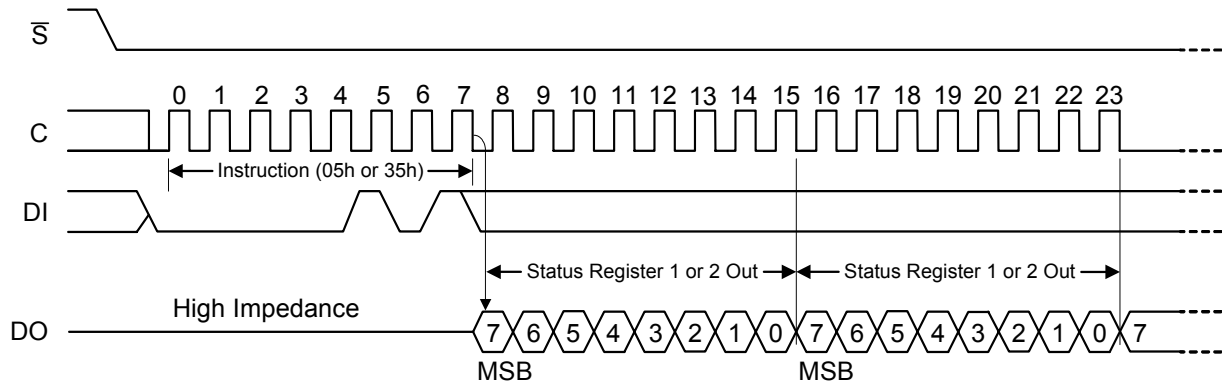 S
0 1 2 3 4 5 6 7 8 9 10 11 12 13 14 15 16 17 18 19 20 21 22 23
C
Instruction (05h or 35h)
DI
Status Register 1 or 2 Out Status Register 1 or 2 Out
High Impedance
DO 7 6 5 4 3 2 1 0 7 6 5 4 3 2 1 0 7
MSB MSB